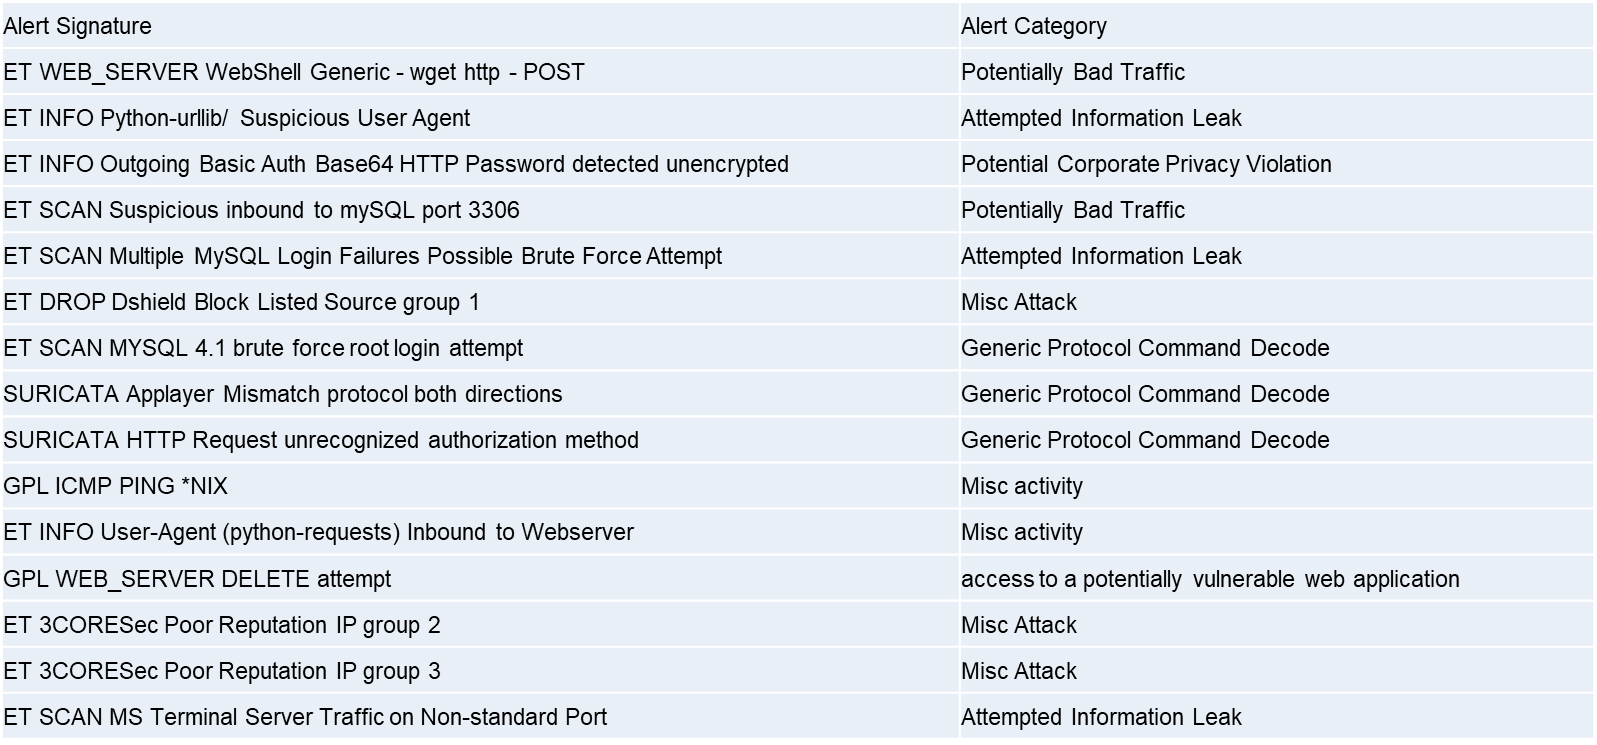 Alert Signature Alert Category
ET WEB_SERVER WebShell Generic - wget http - POST Potentially Bad Traffic
ET INFO Python-urllib/ Suspicious User Agent Attempted Information Leak
ET INFO Outgoing Basic Auth Base64 HTTP Password detected unencrypted Potential Corporate Privacy Violation
ET SCAN Suspicious inbound to mySQL port 3306 Potentially Bad Traffic
ET SCAN Multiple MySQL Login Failures Possible Brute Force Attempt Attempted Information Leak
ET DROP Dshield Block Listed Source group 1 Misc Attack
ET SCAN MYSQL 4.1 brute force root login attempt Generic Protocol Command Decode
SURICATA Applayer Mismatch protocol both directions Generic Protocol Command Decode
SURICATA HTTP Request unrecognized authorization method Generic Protocol Command Decode
GPL ICMP PING *NIX Misc activity
ET INFO User-Agent (python-requests) Inbound to Webserver Misc activity
GPL WEB_SERVER DELETE attempt access to a potentially vulnerable web application
ET 3CORESec Poor Reputation IP group 2 Misc Attack
ET 3CORESec Poor Reputation IP group 3 Misc Attack
ET SCAN MS Terminal Server Traffic on Non-standard Port Attempted Information Leak